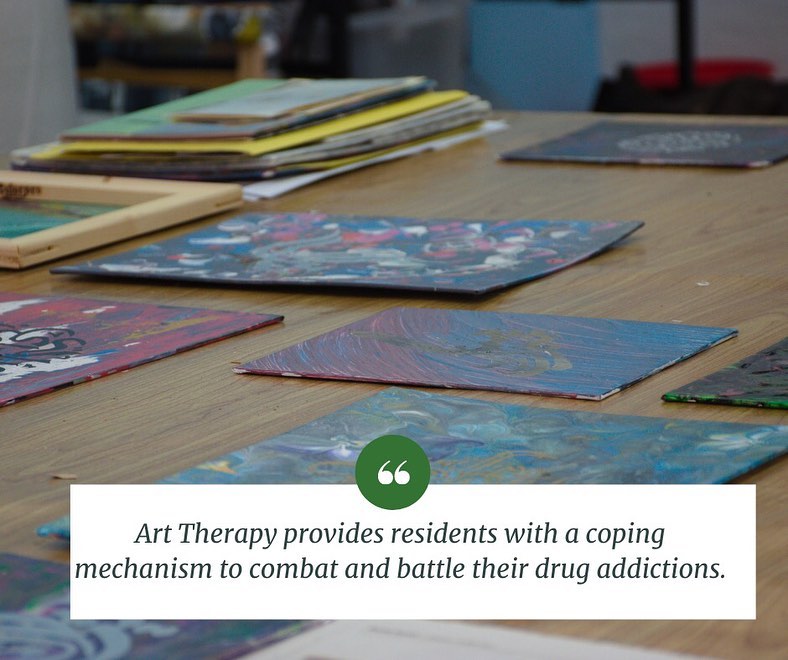 “
Art Therapy provides residents with a coping
mechanism to combat and battle their drug addictions.